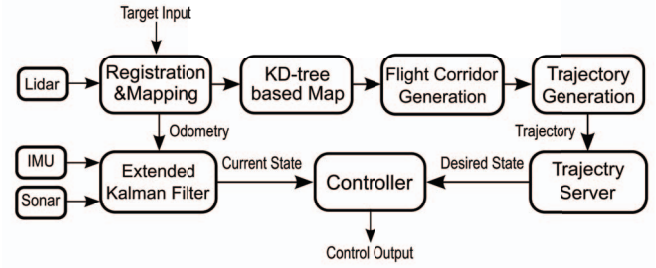 Target Input
Lidar
Registration
&Mapping
KD-tree
based Map
Flight Corridor
Generation
Trajectory
Generation
Odometry
Trajectory
IMU
Sonar
Extended
Kalman Filter
Current State
Controller
Desired State
Trajectry
Server
Control Output